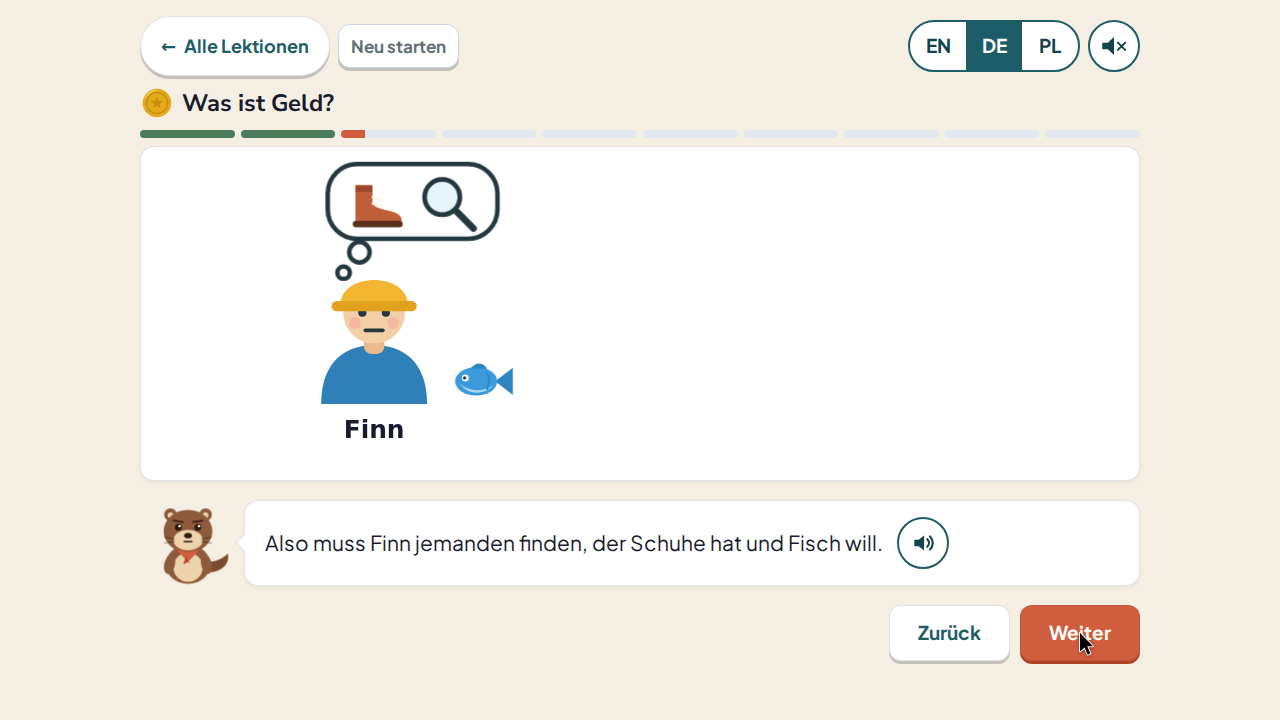 ← Alle Lektionen
Neu starten
EN DE PL
Was ist Geld?
Finn
Also muss Finn jemanden finden, der Schuhe hat und Fisch will.
Zurück
Weiter